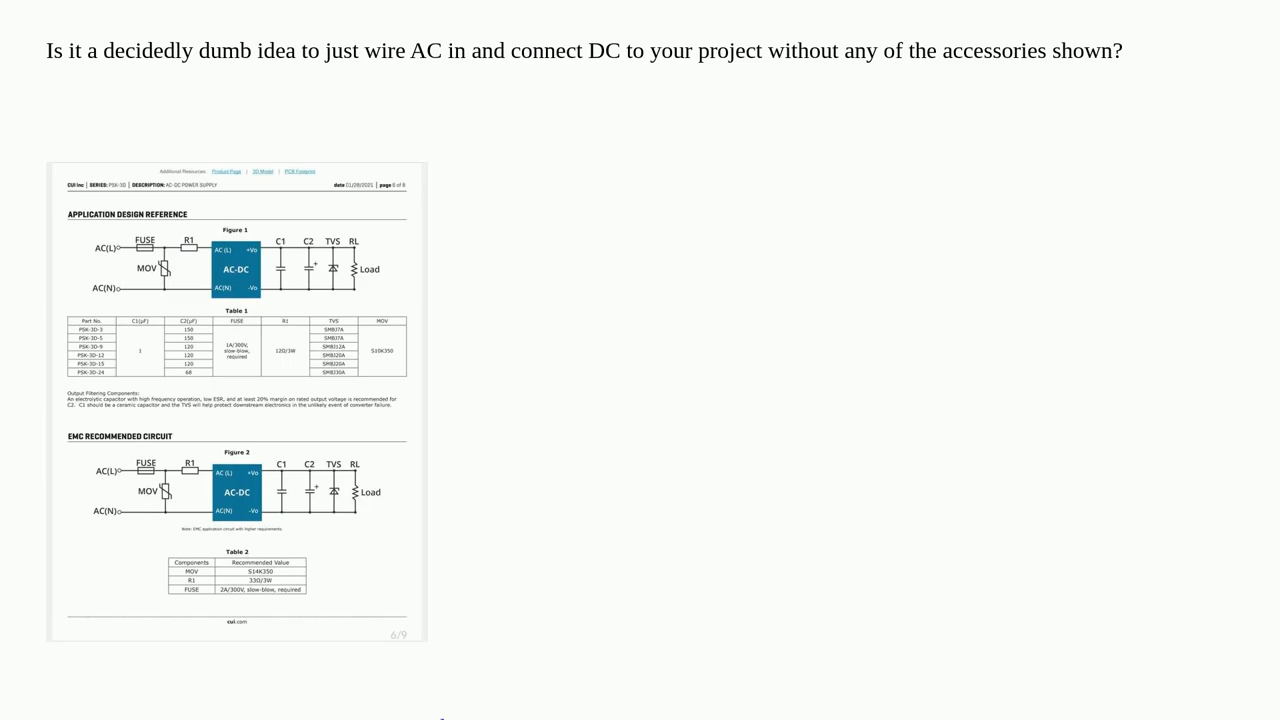 Is it a decidedly dumb idea to just wire AC in and connect DC to your project without any of the accessories shown?
Additional Resources: Product Page | 3D Model | PCB Footprint
CUI Inc | SERIES: PSK-3D | DESCRIPTION: AC-DC POWER SUPPLY date 01/28/2021 | page 6 of 8
APPLICATION DESIGN REFERENCE
Figure 1
FUSE R1 C1 C2 TVS RL
AC(L) AC (L) +Vo
MOV AC-DC + Load
AC(N) AC(N) -Vo
Table 1
Part No. C1(µF) C2(µF) FUSE R1 TVS MOV
PSK-3D-3 150 SMBJ7A
PSK-3D-5 150 SMBJ7A
PSK-3D-9 120 SMBJ12A
1 1A/300V, slow-blow, required 12Ω/3W S10K350
PSK-3D-12 120 SMBJ20A
PSK-3D-15 120 SMBJ20A
PSK-3D-24 68 SMBJ30A
Output Filtering Components:
An electrolytic capacitor with high frequency operation, low ESR, and at least 20% margin on rated output voltage is recommended for
C2. C1 should be a ceramic capacitor and the TVS will help protect downstream electronics in the unlikely event of converter failure.
EMC RECOMMENDED CIRCUIT
Figure 2
FUSE R1 C1 C2 TVS RL
AC(L) AC (L) +Vo
MOV AC-DC + Load
AC(N) AC(N) -Vo
Note: EMC application circuit with higher requirements.
Table 2
Components Recommended Value
MOV S14K350
R1 33Ω/3W
FUSE 2A/300V, slow-blow, required
cui.com
6/9